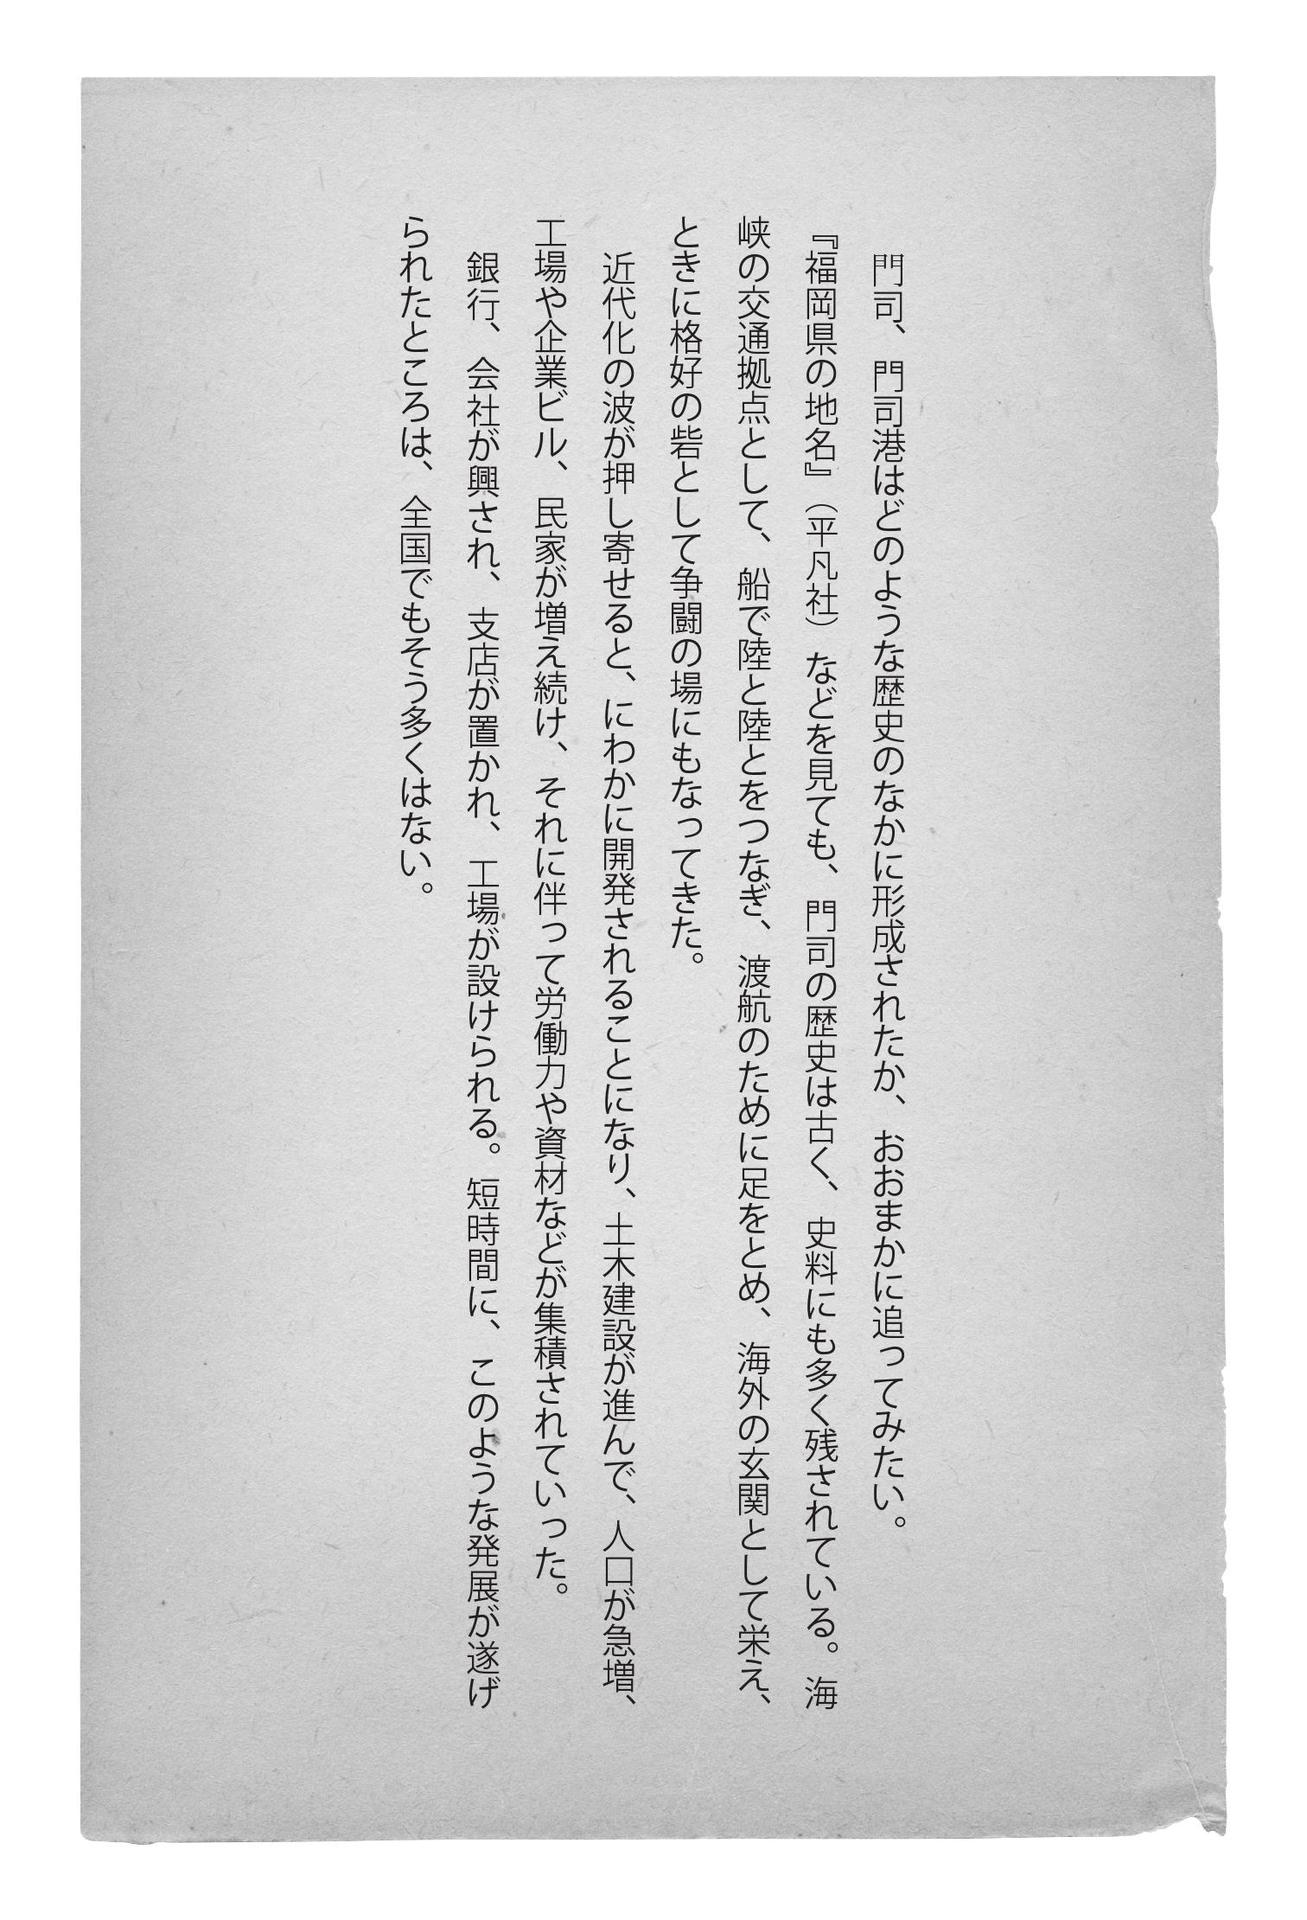 門司、門司港はどのような歴史のなかに形成されたか、おおまかに追ってみたい。
『福岡県の地名』（平凡社）などを見ても、門司の歴史は古く、史料にも多く残されている。海
峡の交通拠点として、船で陸と陸とをつなぎ、渡航のために足をとめ、海外の玄関として栄え、
ときに格好の砦として争闘の場にもなってきた。
近代化の波が押し寄せると、にわかに開発されることになり、土木建設が進んで、人口が急増、
工場や企業ビル、民家が増え続け、それに伴って労働力や資材などが集積されていった。
銀行、会社が興され、支店が置かれ、工場が設けられる。短時間に、このような発展が遂げ
られたところは、全国でもそう多くはない。